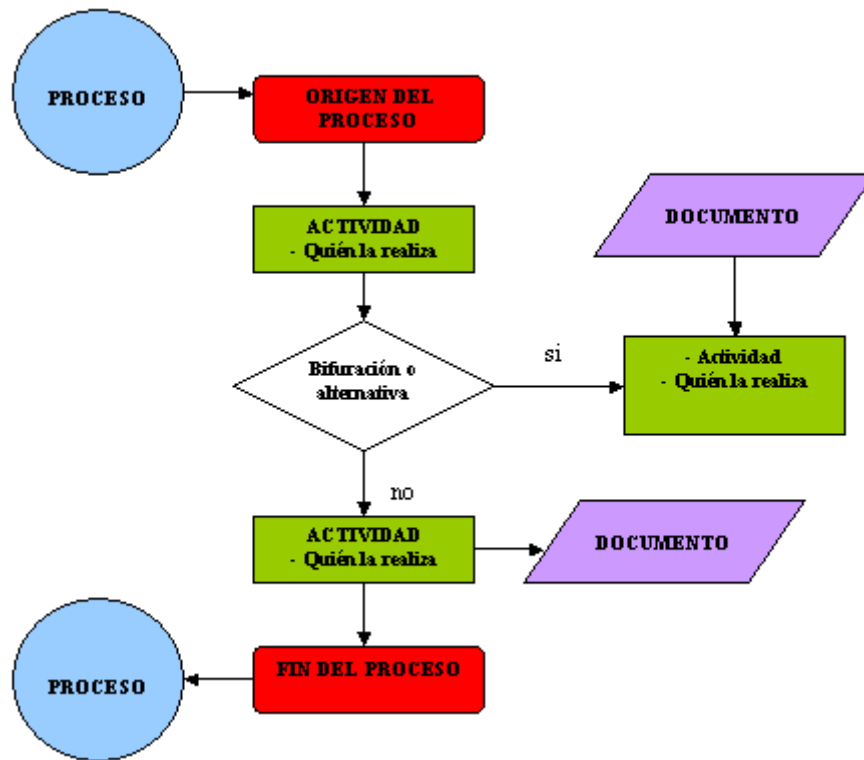 PROCESO
ORIGEN DEL
PROCESO
ACTIVIDAD
- Quién la realiza
DOCUMENTO
Bifuración o
alternativa
si
- Actividad
- Quién la realiza
no
ACTIVIDAD
- Quién la realiza
DOCUMENTO
FIN DEL PROCESO
PROCESO